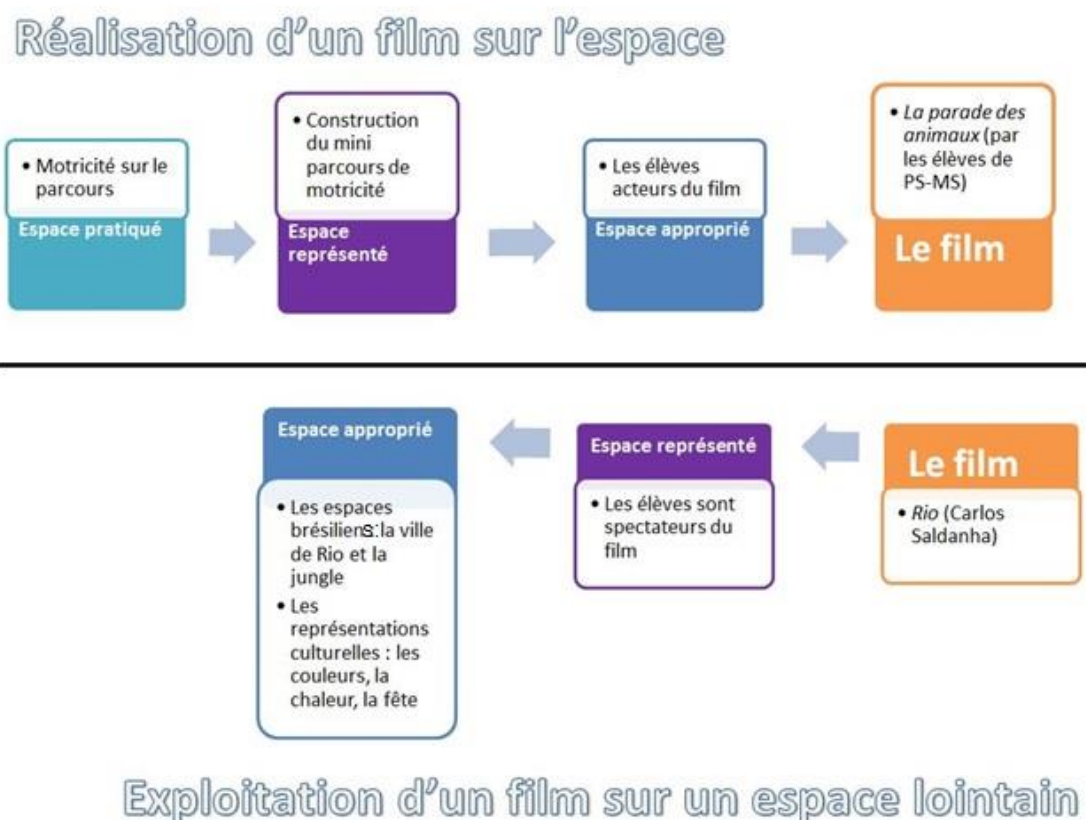 Réalisation d'un film sur l'espace
• Motricité sur le
parcours
Espace pratiqué
• Construction
du mini
parcours de
motricité
Espace
représenté
• Les élèves
acteurs du film
Espace approprié
• La parade des
animaux (par
les élèves de
PS-MS)
Le film
Espace approprié
• Les espaces
brésiliens:la ville
de Rio et la
jungle
• Les
représentations
culturelles : les
couleurs, la
chaleur, la fête
Espace représenté
• Les élèves sont
spectateurs du
film
Le film
• Rio (Carlos
Saldanha)
Exploitation d'un film sur un espace lointain